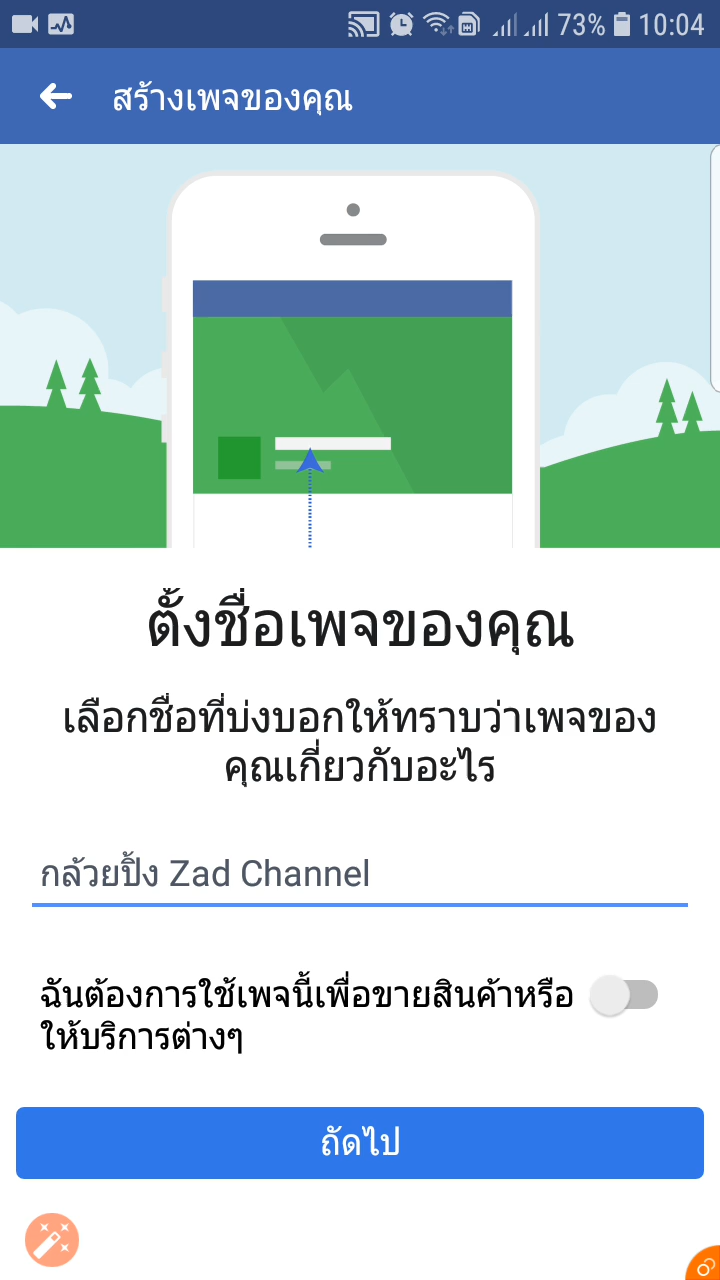 73% 10:04
สร้างเพจของคุณ
ตั้งชื่อเพจของคุณ
เลือกชื่อที่บ่งบอกให้ทราบว่าเพจของ
คุณเกี่ยวกับอะไร
กล้วยปิ้ง Zad Channel
ฉันต้องการใช้เพจนี้เพื่อขายสินค้าหรือ
ให้บริการต่างๆ
ถัดไป